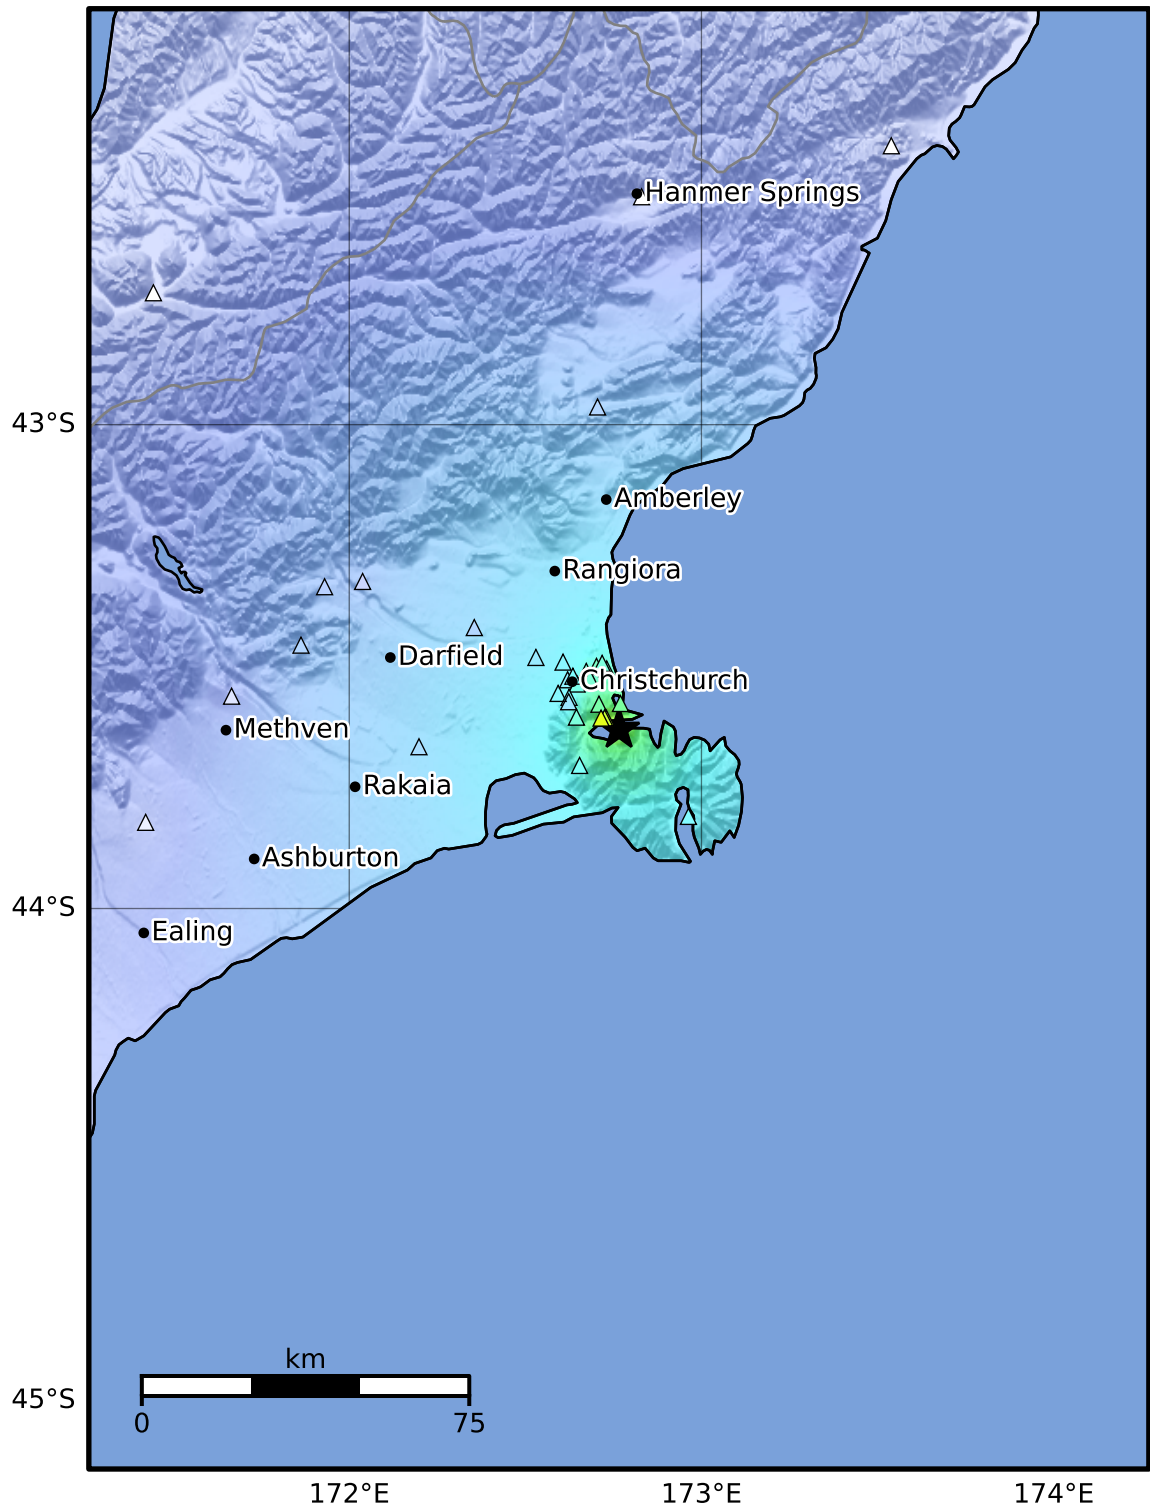 Hanmer Springs
43°S
Amberley
Rangiora
Darfield
Christchurch
Methven
Rakaia
Ashburton
44°S
Ealing
km
45°S
0 75
172°E 173°E 174°E